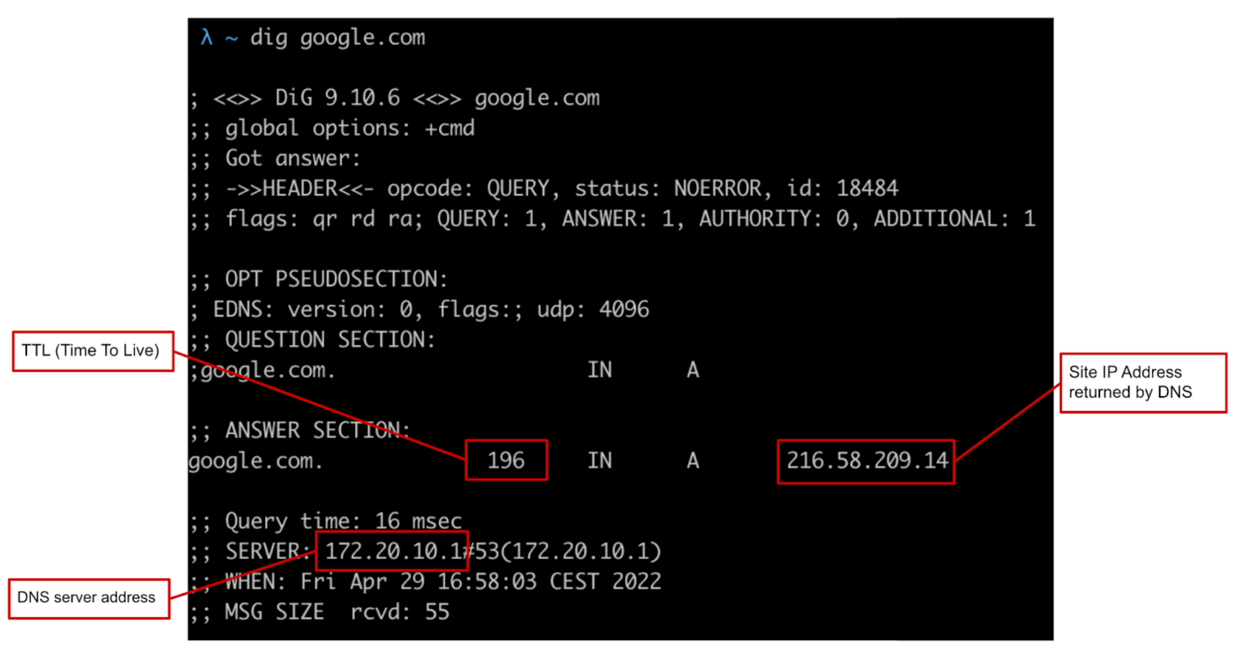 λ ~ dig google.com
; <<>> DiG 9.10.6 <<>> google.com
;; global options: +cmd
;; Got answer:
;; ->>HEADER<<- opcode: QUERY, status: NOERROR, id: 18484
;; flags: qr rd ra; QUERY: 1, ANSWER: 1, AUTHORITY: 0, ADDITIONAL: 1
;; OPT PSEUDOSECTION:
; EDNS: version: 0, flags:; udp: 4096
;; QUESTION SECTION:
TTL (Time To Live)
;google.com. IN A
Site IP Address
returned by DNS
;; ANSWER SECTION:
google.com. 196 IN A 216.58.209.14
;; Query time: 16 msec
;; SERVER: 172.20.10.1#53(172.20.10.1)
;; WHEN: Fri Apr 29 16:58:03 CEST 2022
DNS server address
;; MSG SIZE rcvd: 55